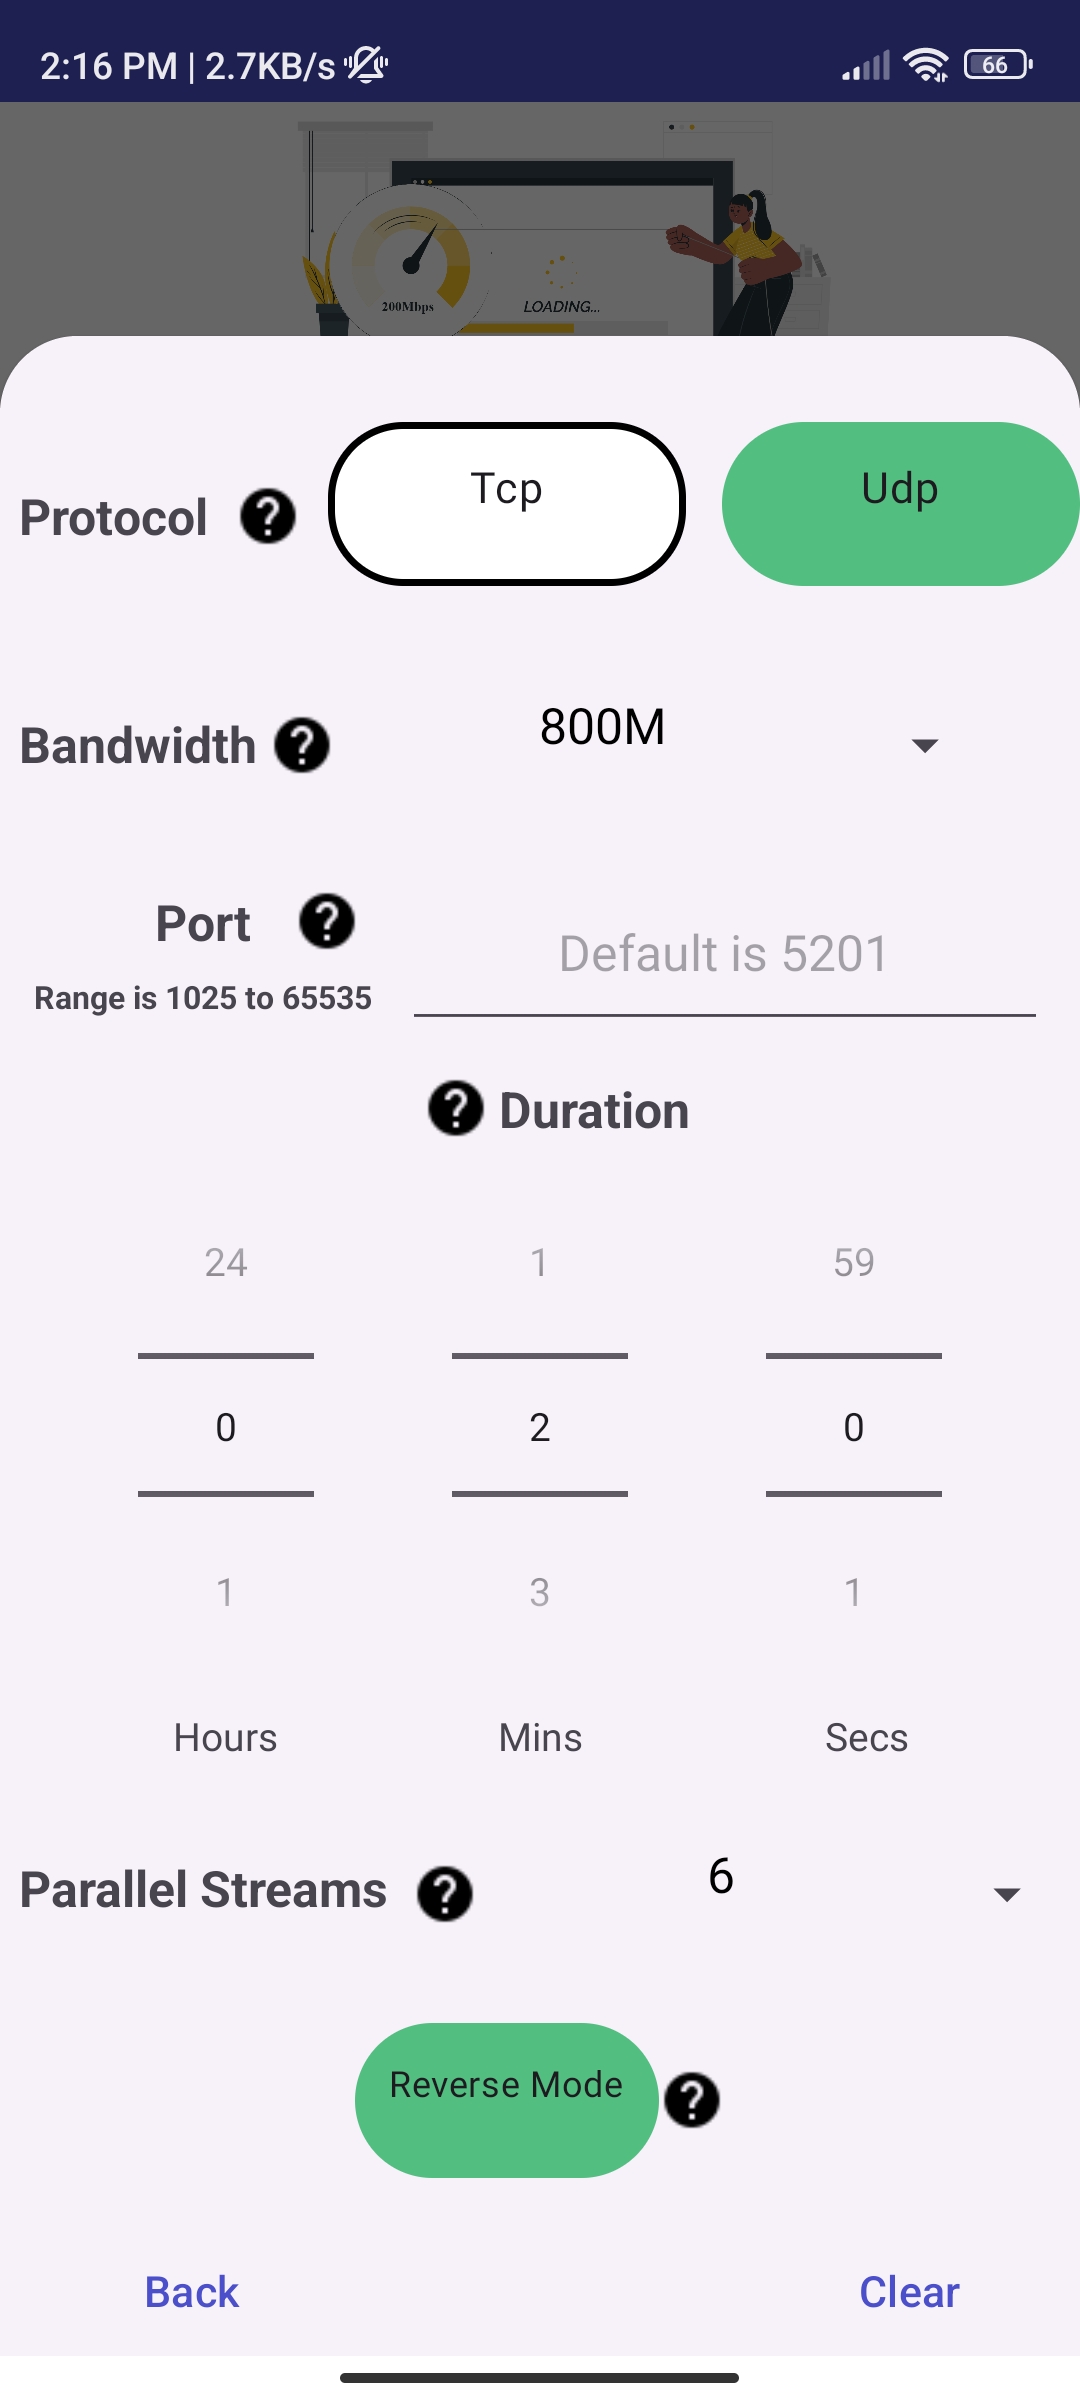 2:16 PM | 2.7KB/s
66
200Mbps
LOADING...
Protocol
Tcp
Udp
Bandwidth
800M
Port
Default is 5201
Range is 1025 to 65535
Duration
24 1 59
0 2 0
1 3 1
Hours Mins Secs
Parallel Streams
6
Reverse Mode
Back
Clear